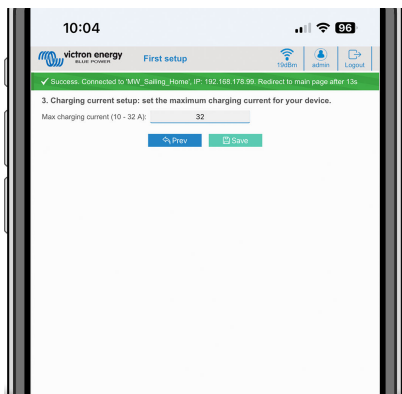 10:04
96
victron energy
BLUE POWER
First setup
19dBm
admin
Logout
Success. Connected to 'MW_Sailing_Home', IP: 192.168.178.99. Redirect to main page after 13s
3. Charging current setup: set the maximum charging current for your device.
Max charging current (10 - 32 A): 32
Prev
Save